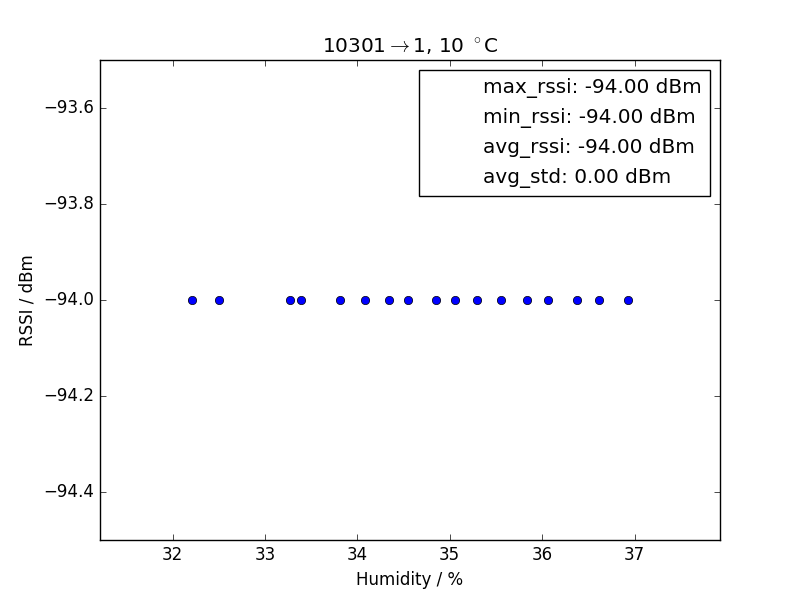 10301→1, 10 °C
max_rssi: -94.00 dBm
min_rssi: -94.00 dBm
avg_rssi: -94.00 dBm
avg_std: 0.00 dBm
−93.6
−93.8
−94.0
−94.2
−94.4
RSSI / dBm
32 33 34 35 36 37
Humidity / %